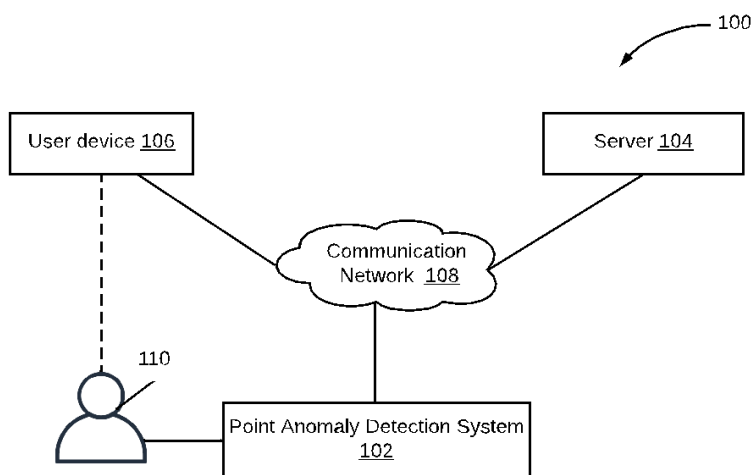 100
User device 106
Server 104
Communication
Network 108
110
Point Anomaly Detection System
102